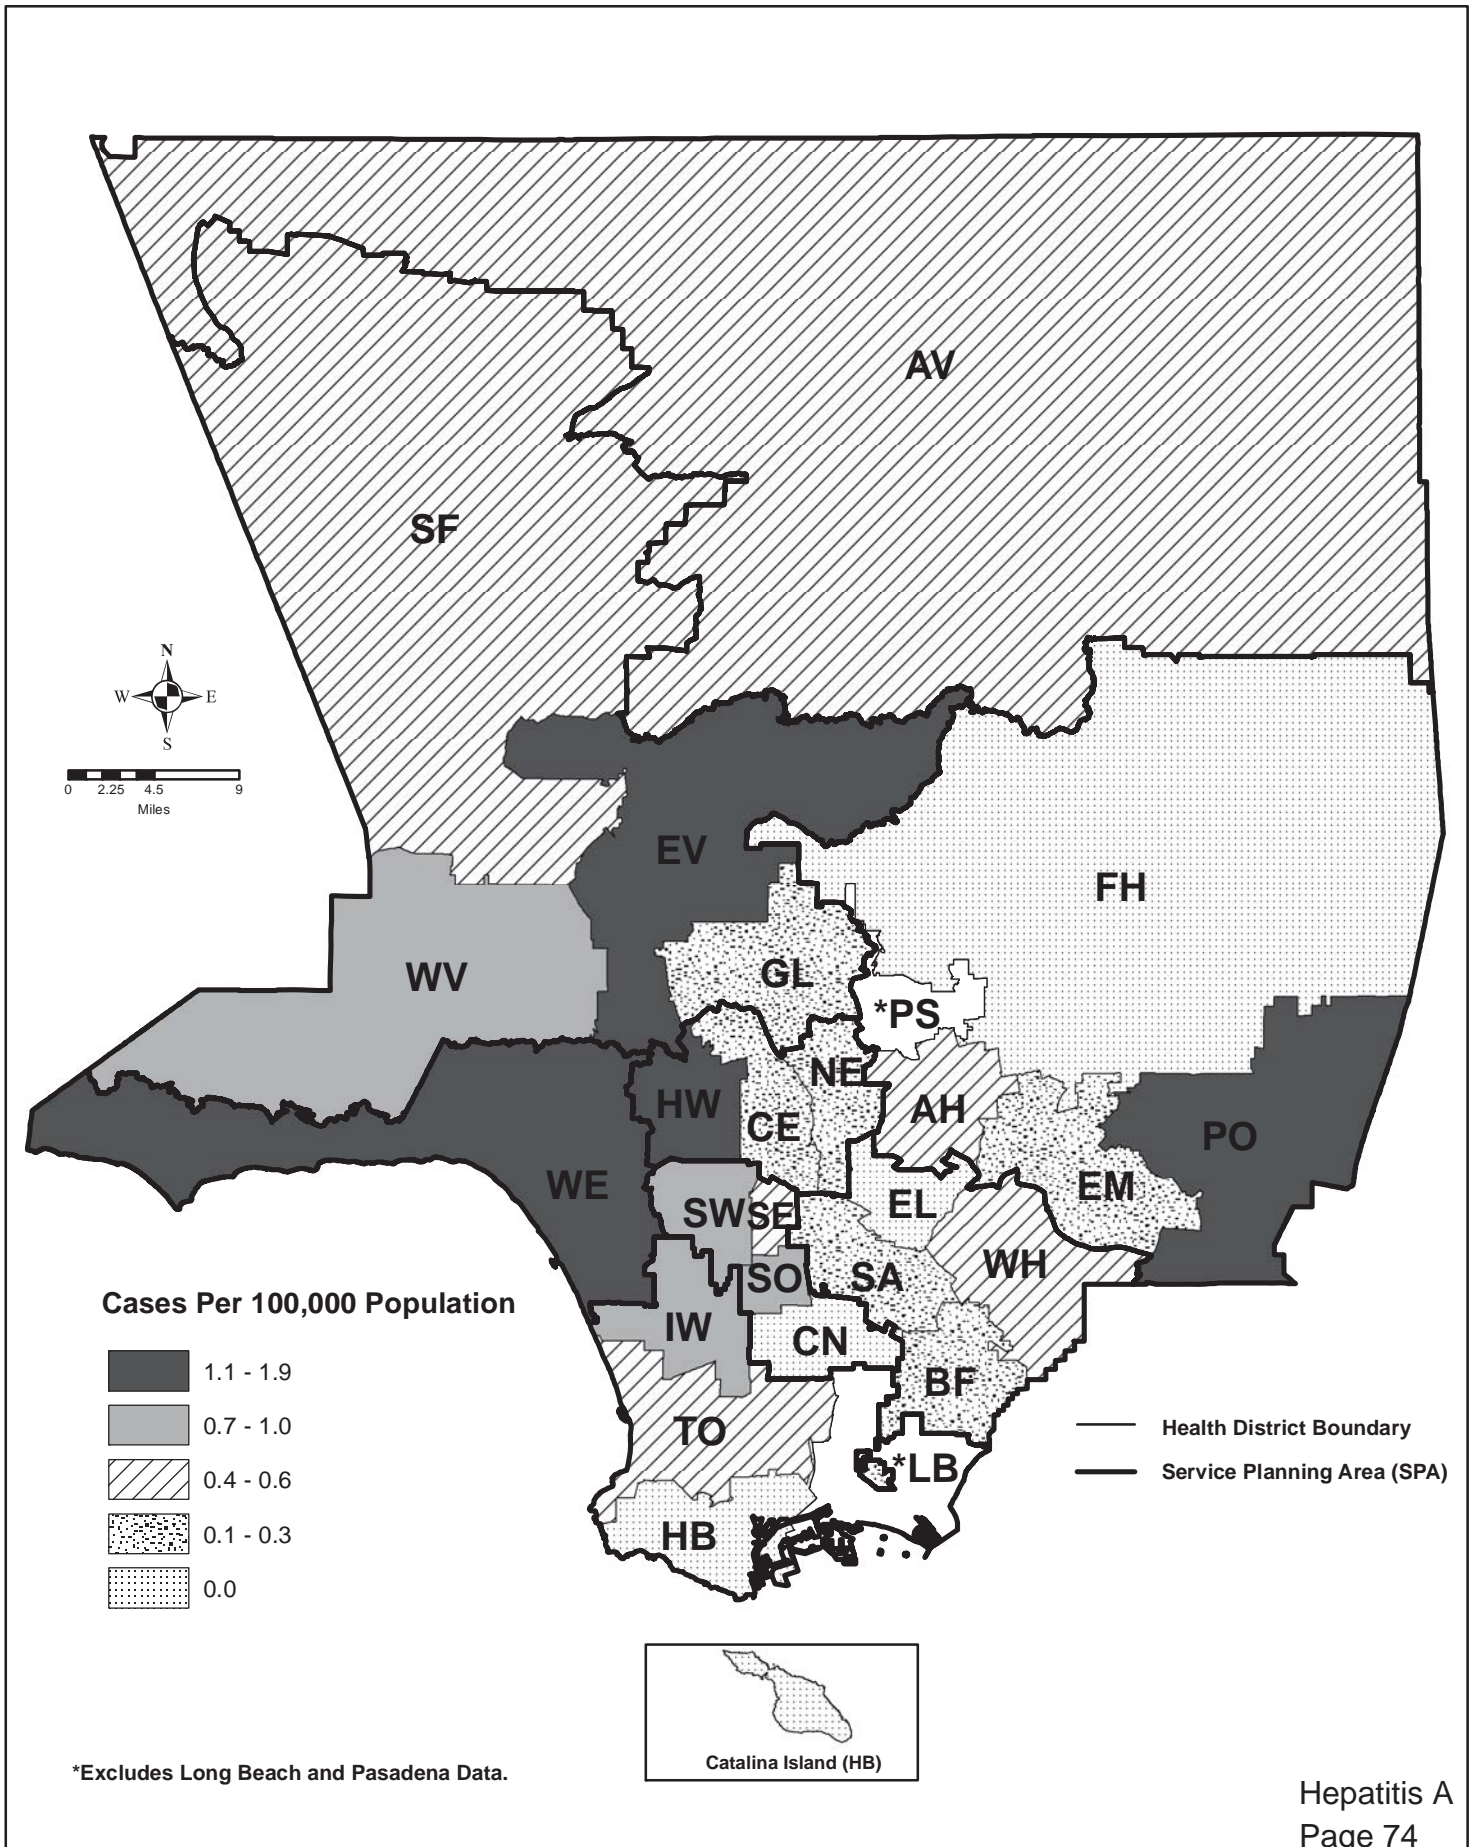 AV
SF
N
W E
S
0 2.25 4.5 9
Miles
EV
FH
WV
GL
*PS
NE
HW
AH
CE
PO
WE
EM
SW
SE
EL
WH
SO
SA
Cases Per 100,000 Population
IW
CN
1.1 - 1.9
BF
0.7 - 1.0
TO
Health District Boundary
*LB
Service Planning Area (SPA)
0.4 - 0.6
0.1 - 0.3
HB
0.0
Catalina Island (HB)
*Excludes Long Beach and Pasadena Data.
Hepatitis A
Page 74